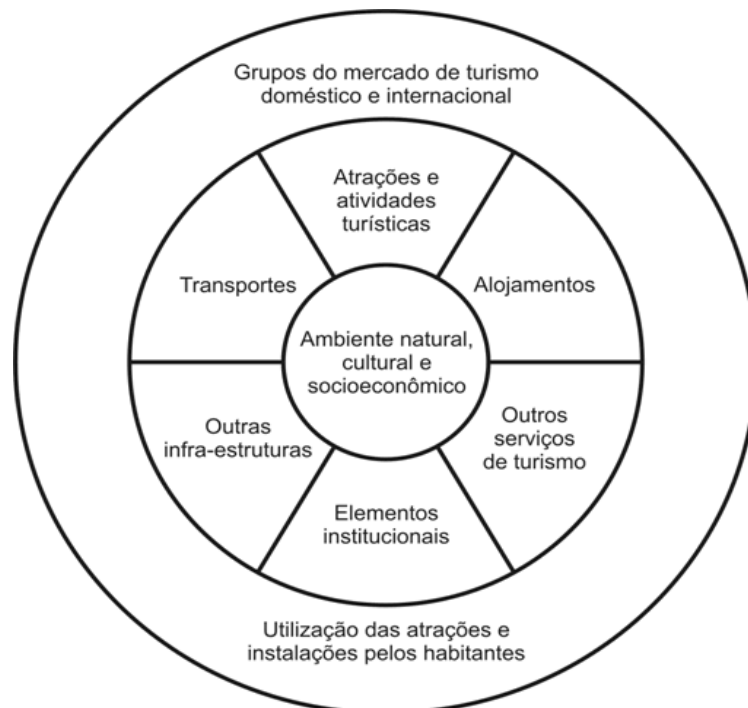 Grupos do mercado de turismo
doméstico e internacional
Atrações e
atividades
turísticas
Transportes
Alojamentos
Ambiente natural,
cultural e
socioeconômico
Outras
infra-estruturas
Outros
serviços
de turismo
Elementos
institucionais
Utilização das atrações e
instalações pelos habitantes